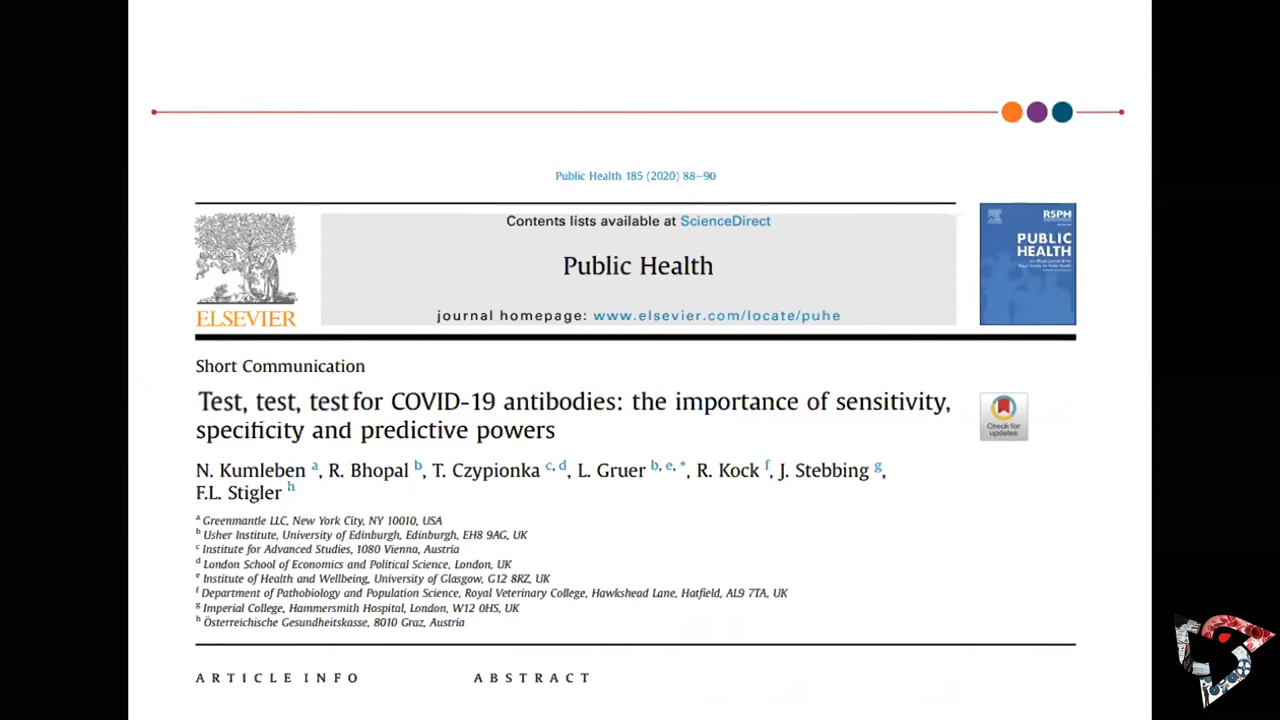 Public Health 185 (2020) 88–90
Contents lists available at ScienceDirect
Public Health
journal homepage: www.elsevier.com/locate/puhe
ELSEVIER
RSPH
PUBLIC
HEALTH
Short Communication
Test, test, test for COVID-19 antibodies: the importance of sensitivity,
specificity and predictive powers
Check for
updates
N. Kumleben a, R. Bhopal b, T. Czypionka c, d, L. Gruer b, e, *, R. Kock f, J. Stebbing g,
F.L. Stigler h
a Greenmantle LLC, New York City, NY 10010, USA
b Usher Institute, University of Edinburgh, Edinburgh, EH8 9AG, UK
c Institute for Advanced Studies, 1080 Vienna, Austria
d London School of Economics and Political Science, London, UK
e Institute of Health and Wellbeing, University of Glasgow, G12 8RZ, UK
f Department of Pathobiology and Population Science, Royal Veterinary College, Hawkshead Lane, Hatfield, AL9 7TA, UK
g Imperial College, Hammersmith Hospital, London, W12 0HS, UK
h Österreichische Gesundheitskasse, 8010 Graz, Austria
ARTICLE INFO
ABSTRACT